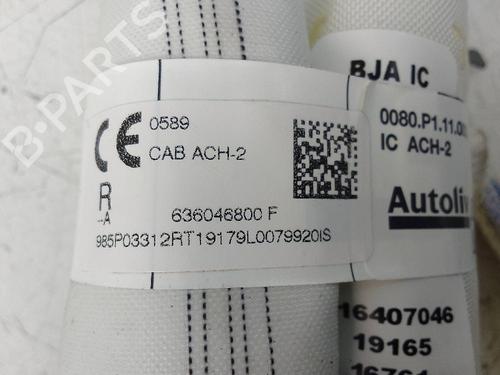 B-PARTS
CE 0589
CAB ACH-2
R
--A
636046800 F
985P03312RT19179L0079920IS
BJA IC
0080.P1.11.0
IC ACH-2
Autoliv
16407046
19165